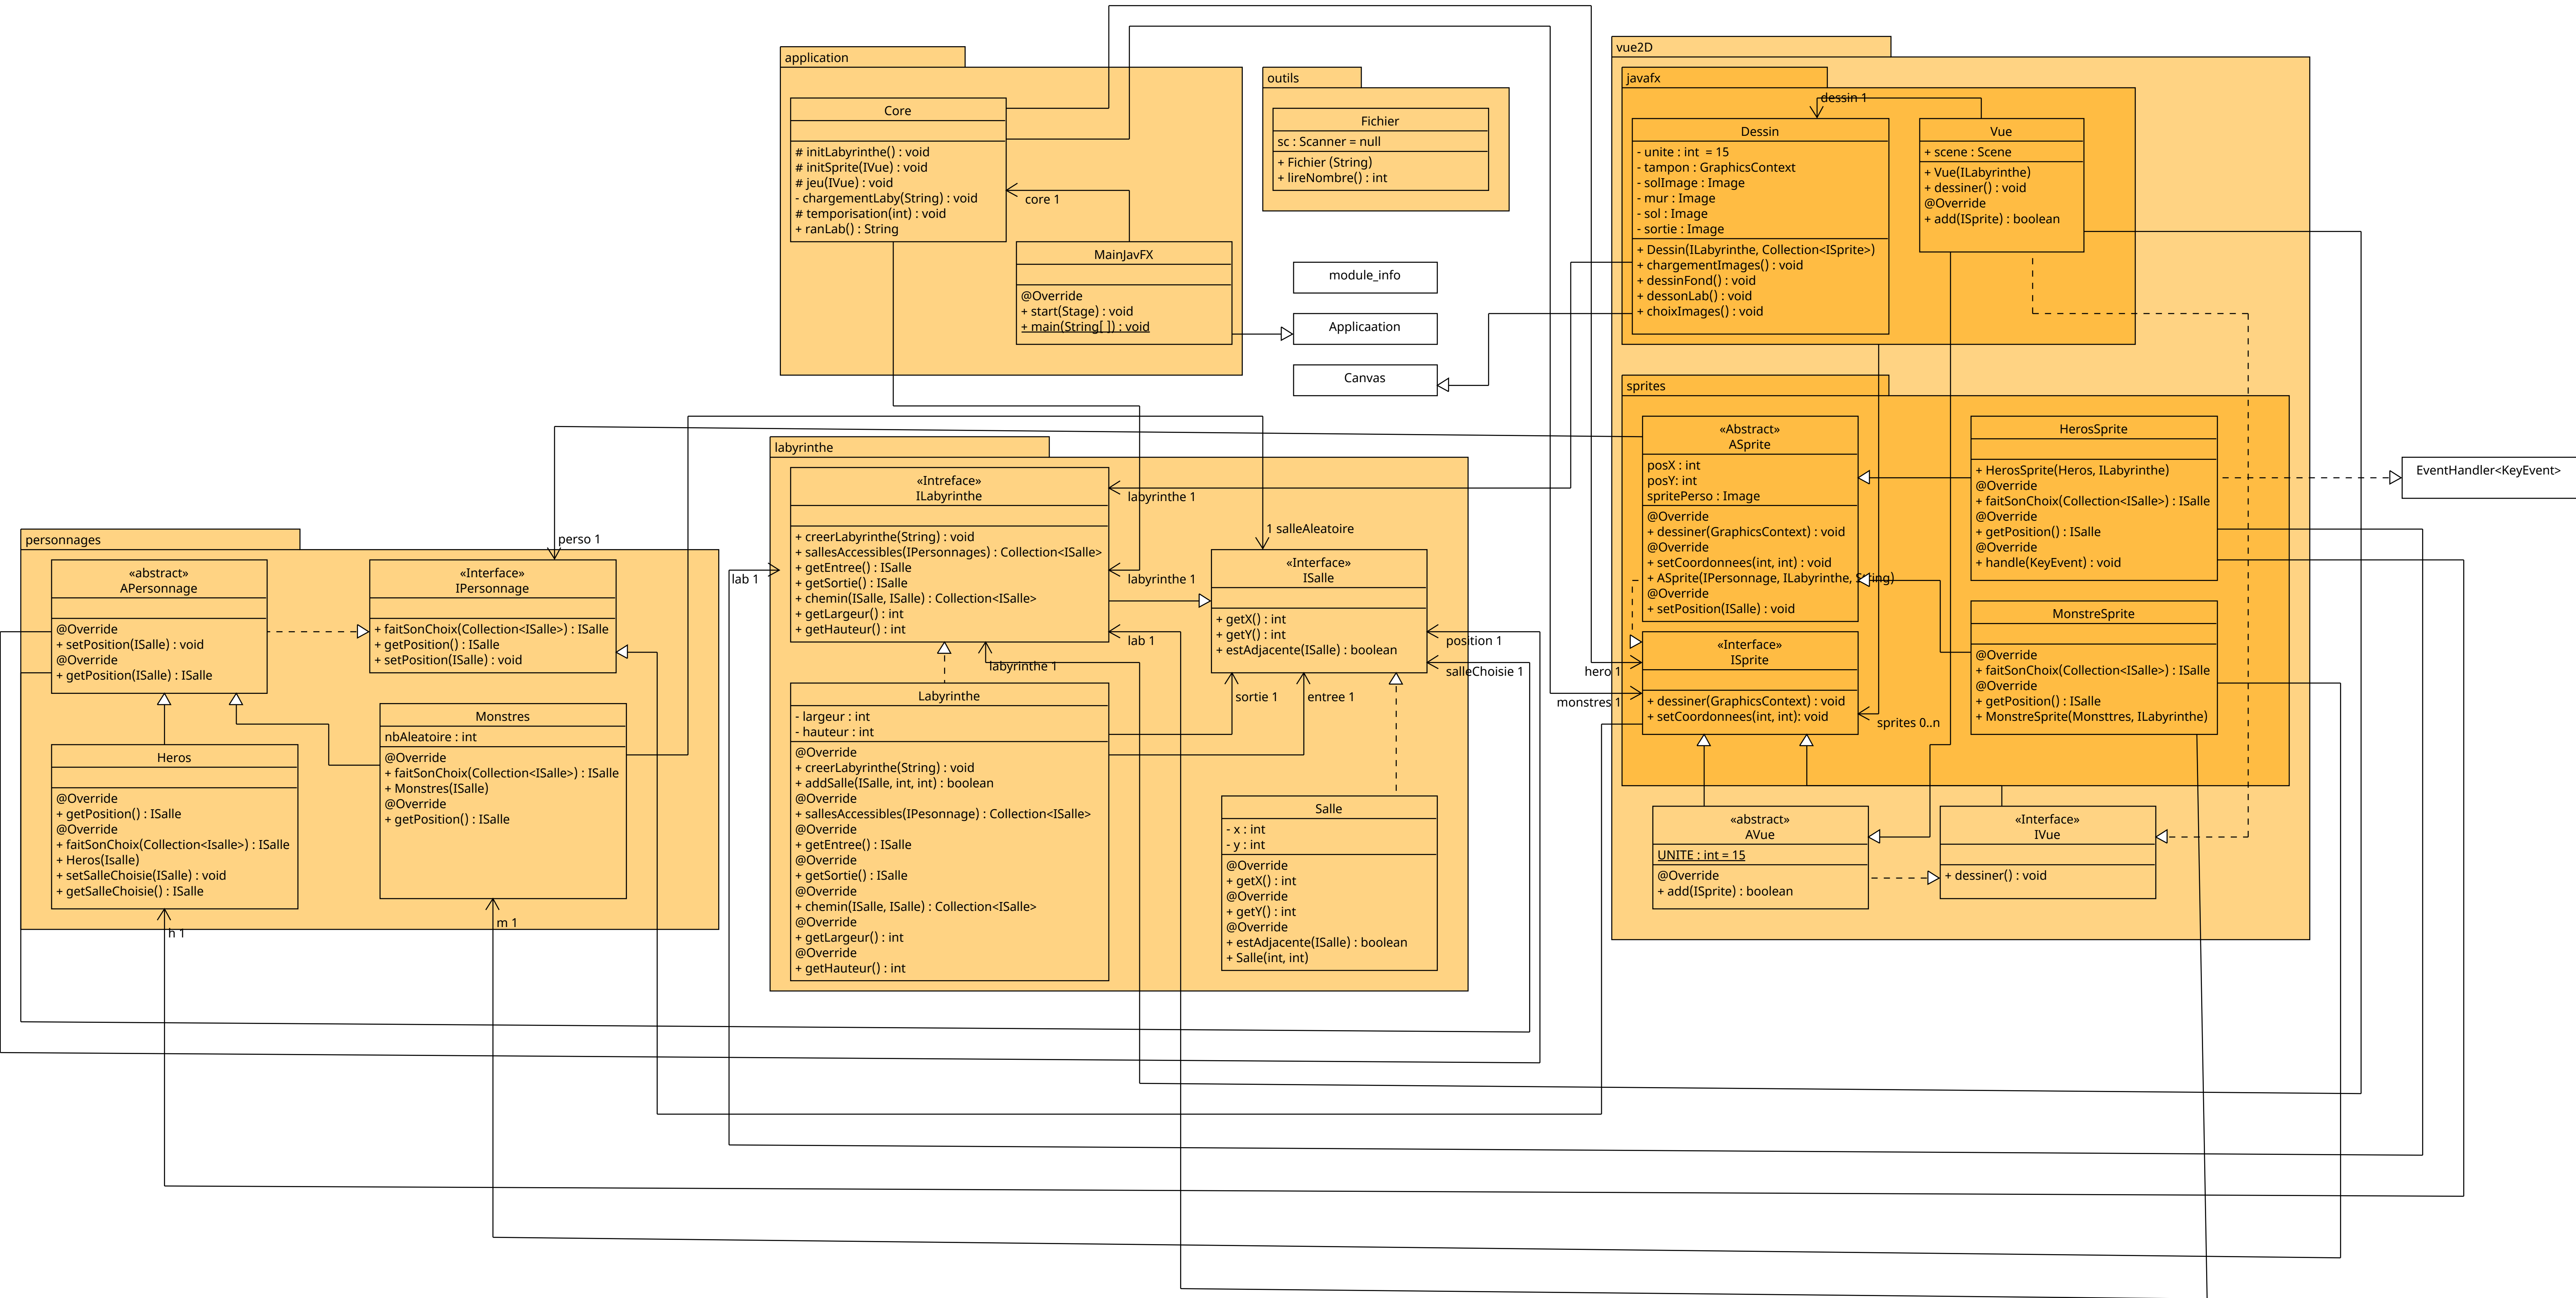 application
Core
# initLabyrinthe() : void
# initSprite(IVue) : void
# jeu(IVue) : void
- chargementLaby(String) : void
# temporisation(int) : void
+ ranLab() : String
core 1
MainJavFX
@Override
+ start(Stage) : void
+ main(String[ ]) : void
outils
Fichier
sc : Scanner = null
+ Fichier (String)
+ lireNombre() : int
module_info
Applicaation
Canvas
vue2D
javafx
dessin 1
Dessin
- unite : int  = 15
- tampon : GraphicsContext
- solImage : Image
- mur : Image
- sol : Image
- sortie : Image
+ Dessin(ILabyrinthe, Collection<ISprite>)
+ chargementImages() : void
+ dessinFond() : void
+ dessonLab() : void
+ choixImages() : void
Vue
+ scene : Scene
+ Vue(ILabyrinthe)
+ dessiner() : void
@Override
+ add(ISprite) : boolean
sprites
«Abstract»
ASprite
posX : int
posY: int
spritePerso : Image
@Override
+ dessiner(GraphicsContext) : void
@Override
+ setCoordonnees(int, int) : void
+ ASprite(IPersonnage, ILabyrinthe, String)
@Override
+ setPosition(ISalle) : void
HerosSprite
+ HerosSprite(Heros, ILabyrinthe)
@Override
+ faitSonChoix(Collection<ISalle>) : ISalle
@Override
+ getPosition() : ISalle
@Override
+ handle(KeyEvent) : void
EventHandler<KeyEvent>
«Interface»
ISprite
+ dessiner(GraphicsContext) : void
+ setCoordonnees(int, int): void
hero 1
monstres 1
sprites 0..n
MonstreSprite
@Override
+ faitSonChoix(Collection<ISalle>) : ISalle
@Override
+ getPosition() : ISalle
+ MonstreSprite(Monsttres, ILabyrinthe)
«abstract»
AVue
UNITE : int = 15
@Override
+ add(ISprite) : boolean
«Interface»
IVue
+ dessiner() : void
labyrinthe
«Intreface»
ILabyrinthe
+ creerLabyrinthe(String) : void
+ sallesAccessibles(IPersonnages) : Collection<ISalle>
+ getEntree() : ISalle
+ getSortie() : ISalle
+ chemin(ISalle, ISalle) : Collection<ISalle>
+ getLargeur() : int
+ getHauteur() : int
labyrinthe 1
labyrinthe 1
lab 1
lab 1
labyrinthe 1
1 salleAleatoire
«Interface»
ISalle
+ getX() : int
+ getY() : int
+ estAdjacente(ISalle) : boolean
position 1
salleChoisie 1
sortie 1
entree 1
Labyrinthe
- largeur : int
- hauteur : int
@Override
+ creerLabyrinthe(String) : void
+ addSalle(ISalle, int, int) : boolean
@Override
+ sallesAccessibles(IPesonnage) : Collection<ISalle>
@Override
+ getEntree() : ISalle
@Override
+ getSortie() : ISalle
@Override
+ chemin(ISalle, ISalle) : Collection<ISalle>
@Override
+ getLargeur() : int
@Override
+ getHauteur() : int
Salle
- x : int
- y : int
@Override
+ getX() : int
@Override
+ getY() : int
@Override
+ estAdjacente(ISalle) : boolean
+ Salle(int, int)
personnages
perso 1
«abstract»
APersonnage
@Override
+ setPosition(ISalle) : void
@Override
+ getPosition(ISalle) : ISalle
«Interface»
IPersonnage
+ faitSonChoix(Collection<ISalle>) : ISalle
+ getPosition() : ISalle
+ setPosition(ISalle) : void
Heros
@Override
+ getPosition() : ISalle
@Override
+ faitSonChoix(Collection<Isalle>) : ISalle
+ Heros(Isalle)
+ setSalleChoisie(ISalle) : void
+ getSalleChoisie() : ISalle
h 1
Monstres
nbAleatoire : int
@Override
+ faitSonChoix(Collection<ISalle>) : ISalle
+ Monstres(ISalle)
@Override
+ getPosition() : ISalle
m 1